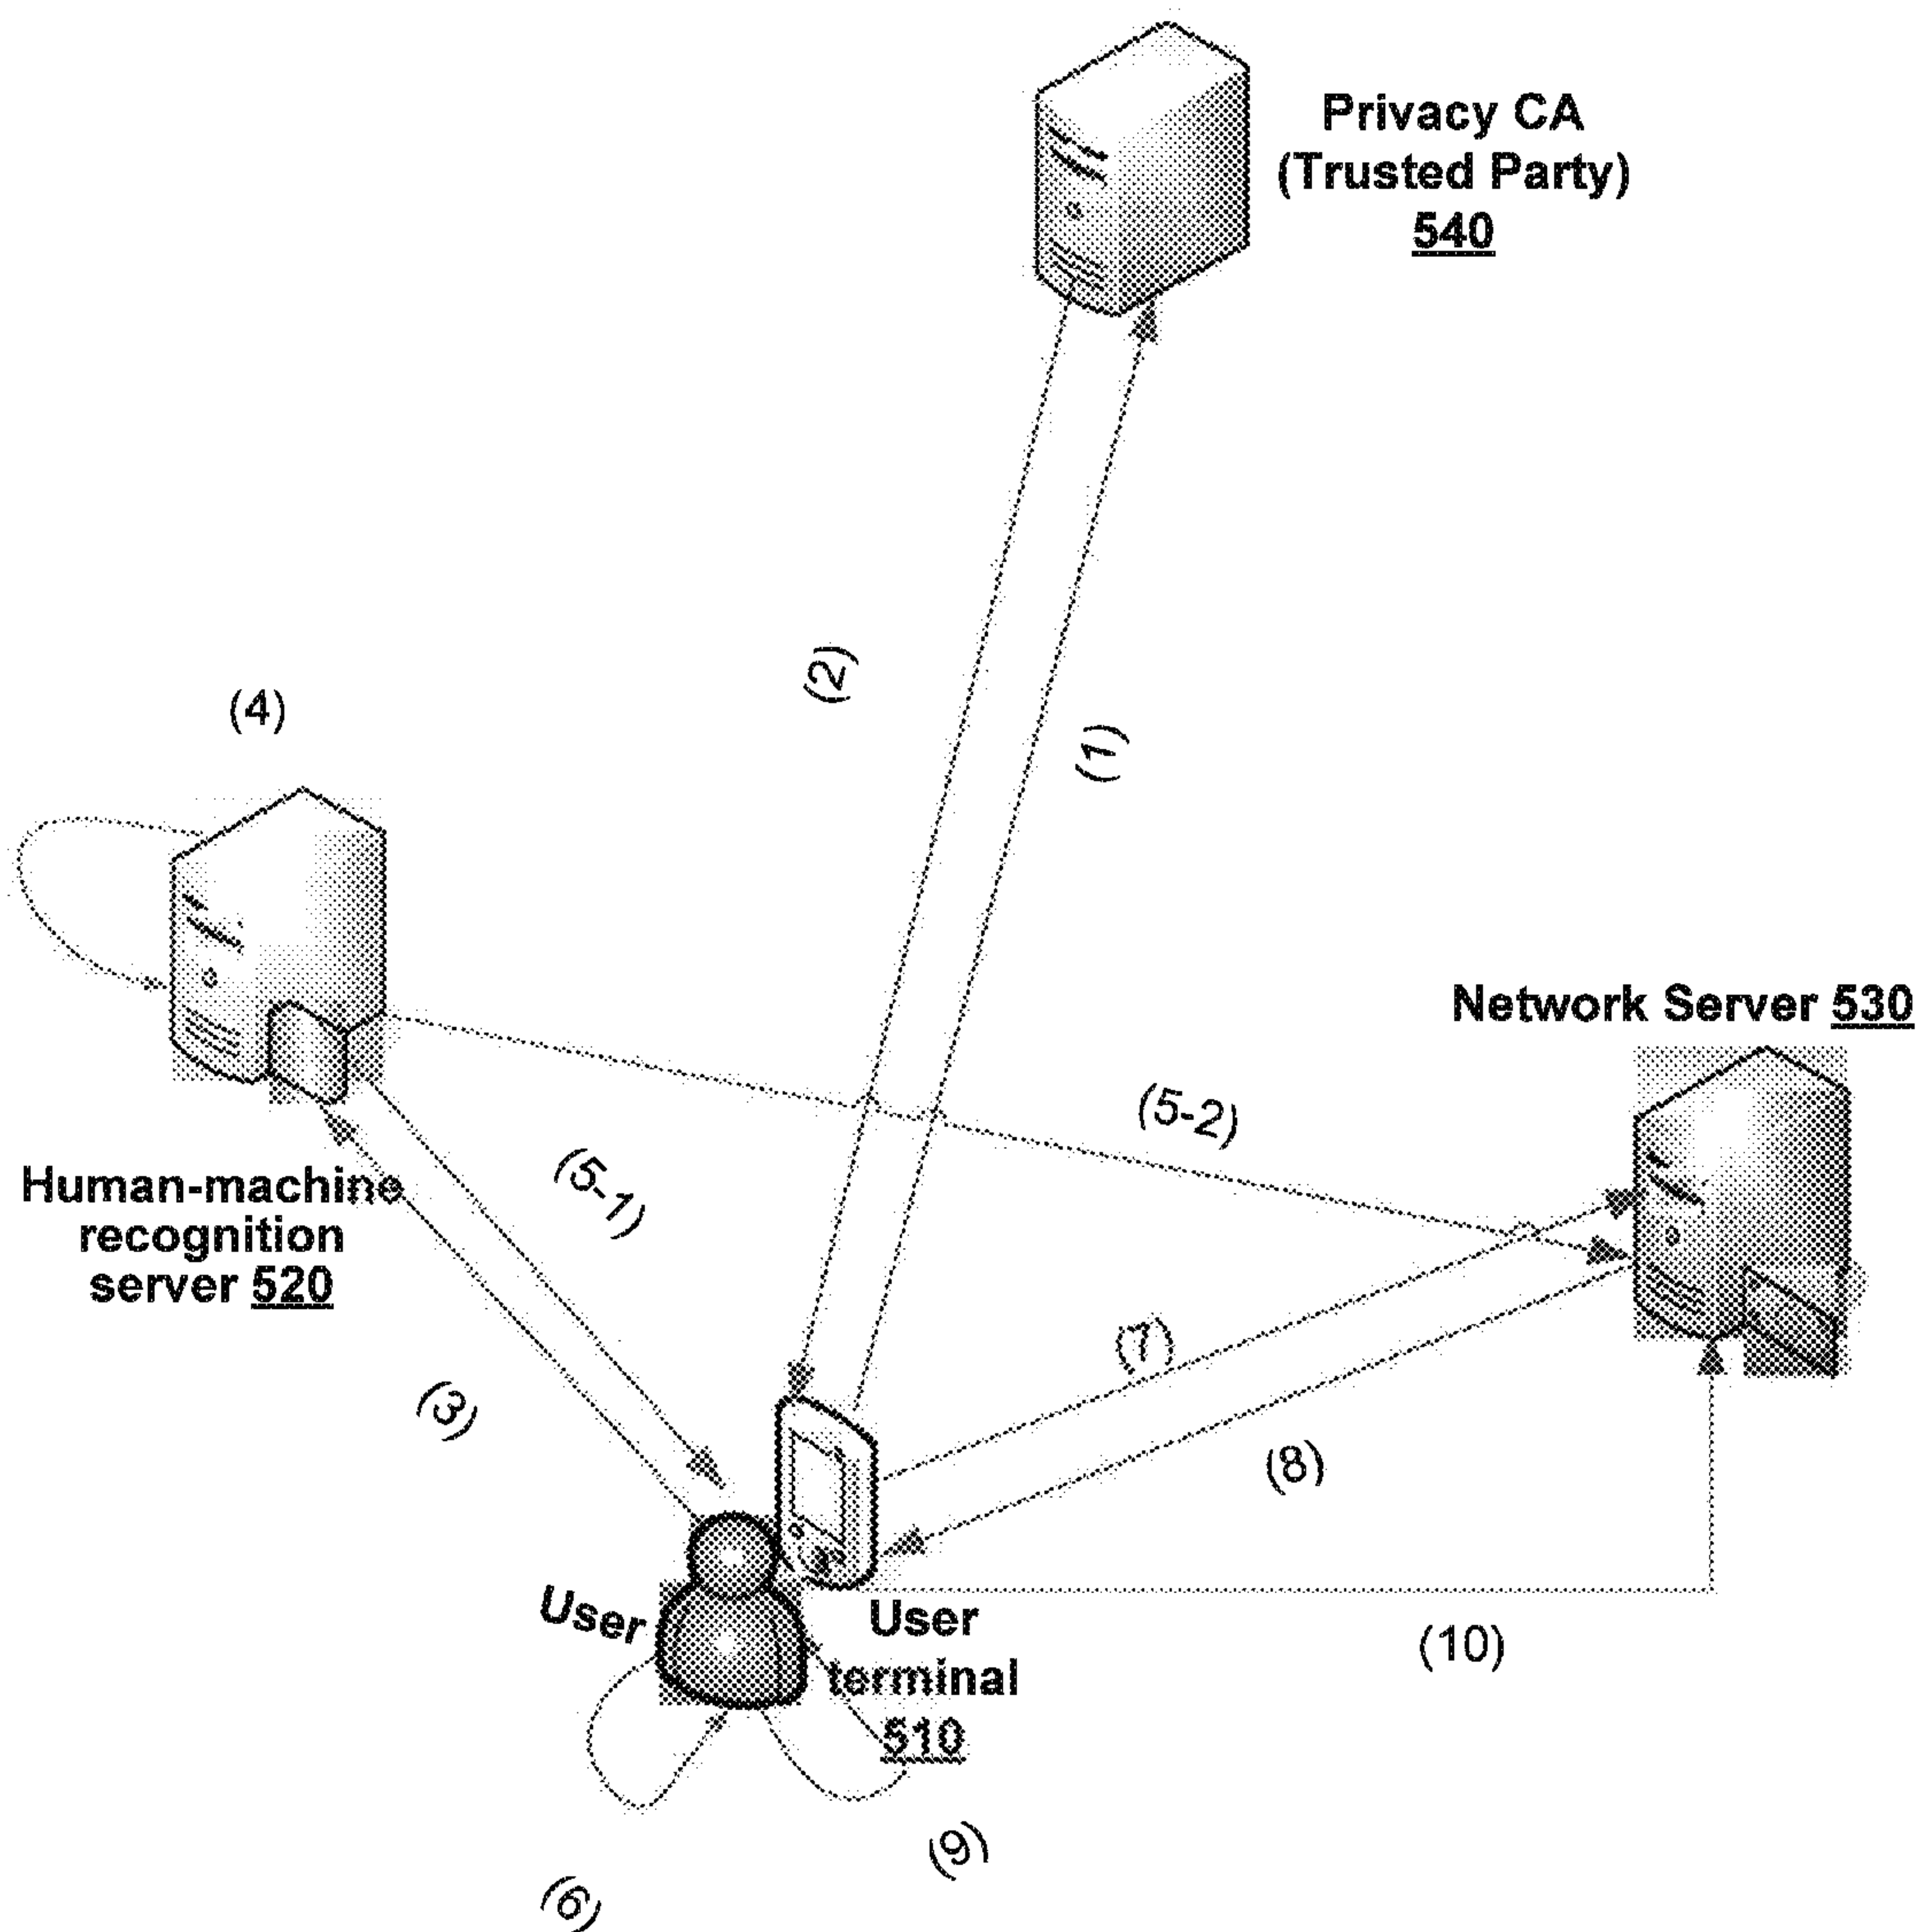 Privacy CA
(Trusted Party)
540
(2)
(1)
(4)
Network Server 530
(5-2)
(5-1)
Human-machine
recognition
server 520
(7)
(3)
(8)
User
User
terminal
510
(10)
(9)
(6)